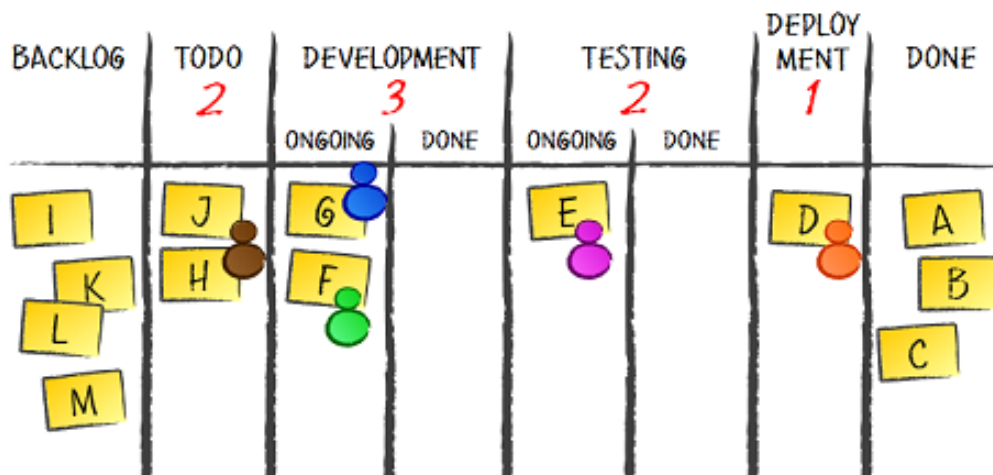 BACKLOG TODO DEVELOPMENT TESTING DEPLOY
MENT DONE
2 3 2 1
ONGOING DONE ONGOING DONE
I J G E D A
K H F B
L C
M